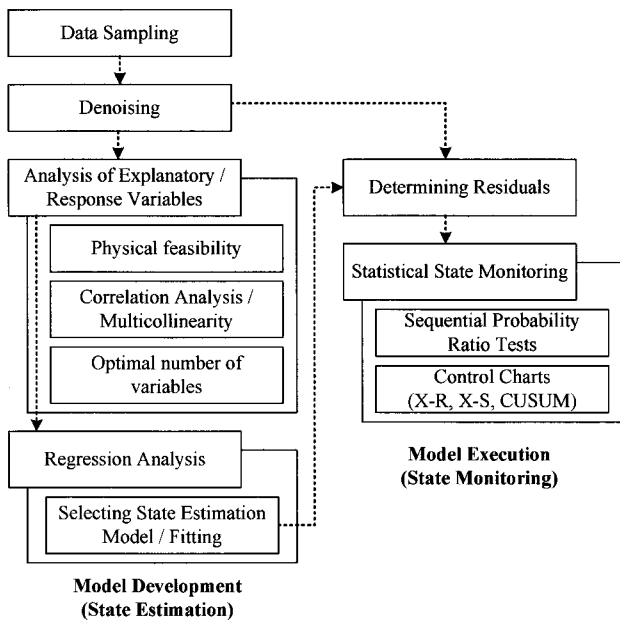 Data Sampling
Denoising
Analysis of Explanatory /
Response Variables
Physical feasibility
Correlation Analysis /
Multicollinearity
Optimal number of
variables
Regression Analysis
Selecting State Estimation
Model / Fitting
Model Development
(State Estimation)
Determining Residuals
Statistical State Monitoring
Sequential Probability
Ratio Tests
Control Charts
(X-R, X-S, CUSUM)
Model Execution
(State Monitoring)